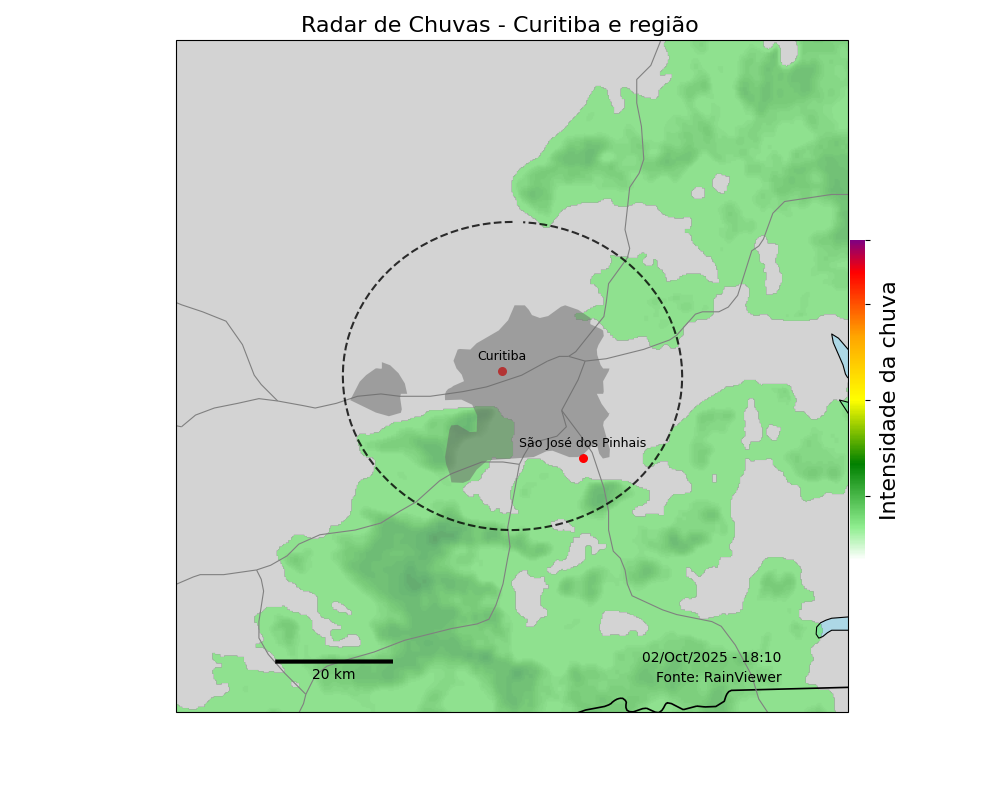 Radar de Chuvas - Curitiba e região
Curitiba
São José dos Pinhais
Intensidade da chuva
02/Oct/2025 - 18:10
Fonte: RainViewer
20 km